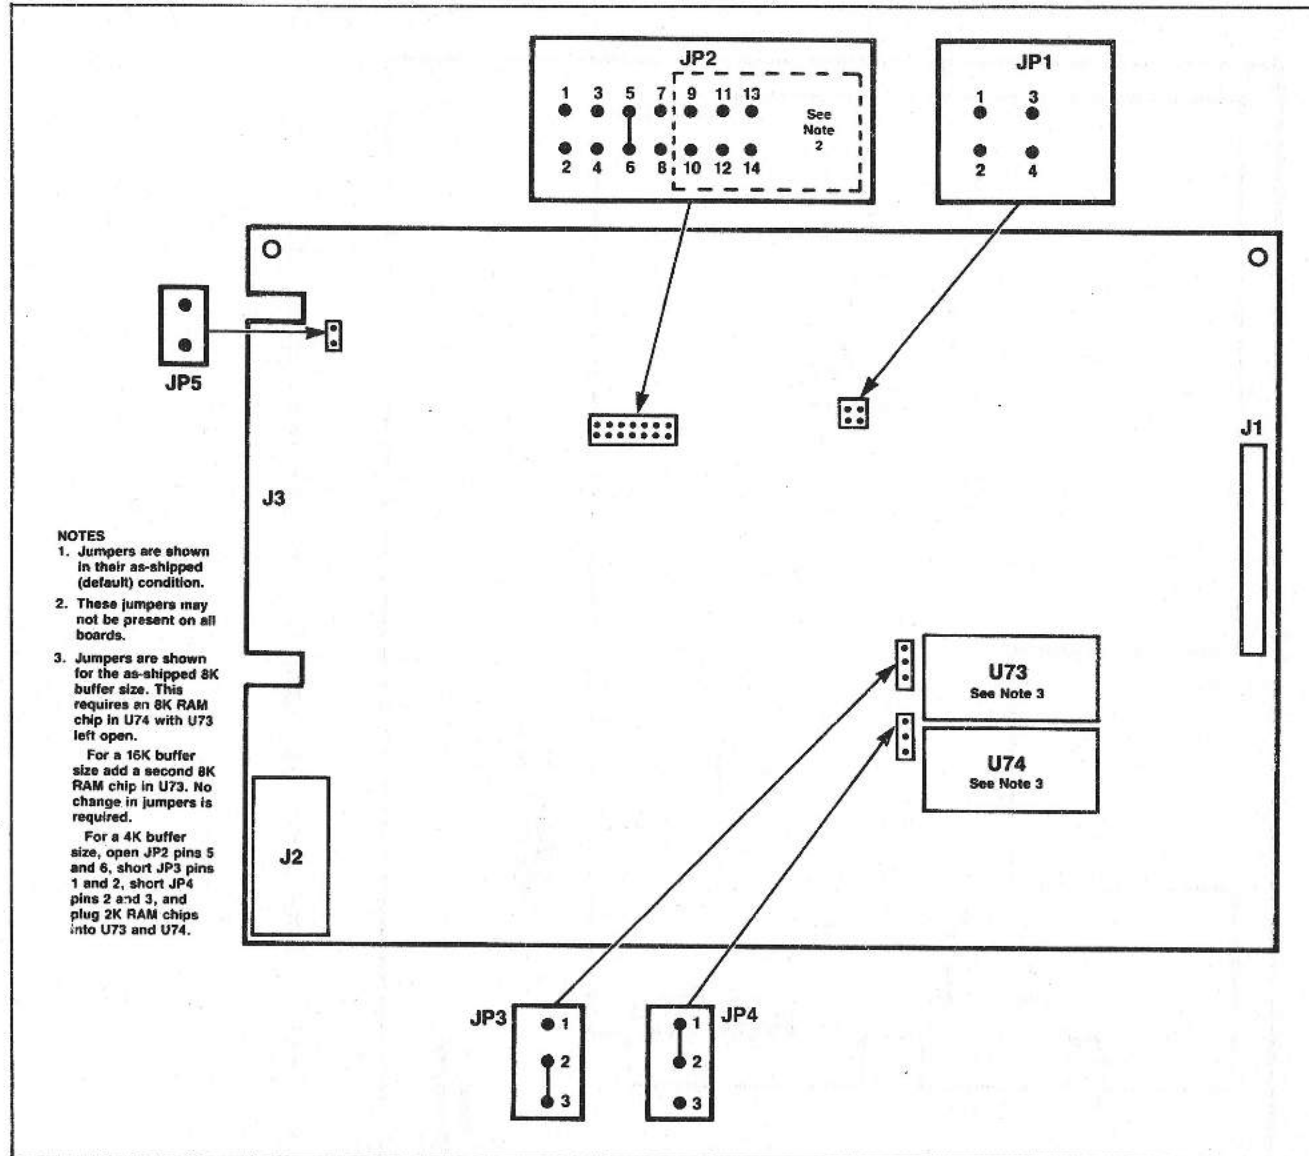 JP2
1 3 5 7 9 11 13
See
Note
2
2 4 6 8 10 12 14
JP1
1 3
2 4
JP5
J3
J1
NOTES
1. Jumpers are shown
in their as-shipped
(default) condition.
2. These jumpers may
not be present on all
boards.
3. Jumpers are shown
for the as-shipped 8K
buffer size. This
requires an 8K RAM
chip in U74 with U73
left open.
For a 16K buffer
size add a second 8K
RAM chip in U73. No
change in jumpers is
required.
For a 4K buffer
size, open JP2 pins 5
and 6, short JP3 pins
1 and 2, short JP4
pins 2 and 3, and
plug 2K RAM chips
into U73 and U74.
U73
See Note 3
U74
See Note 3
J2
JP3
1
2
3
JP4
1
2
3